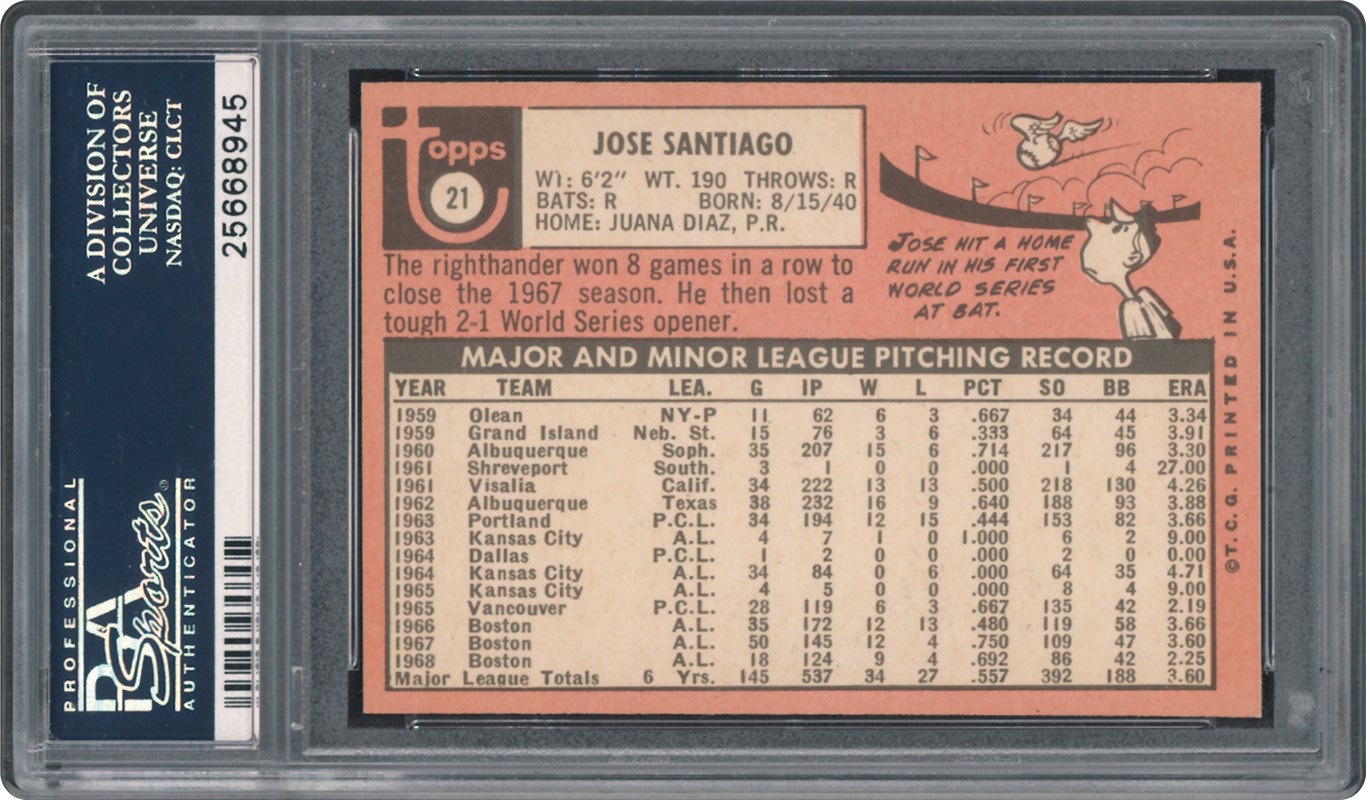 A DIVISION OF
COLLECTORS
UNIVERSE
NASDAQ: CLCT
25668945
PROFESSIONAL
PSA
Sports®
AUTHENTICATOR
Topps
21
JOSE SANTIAGO
WT: 6'2" WT. 190 THROWS: R
BATS: R BORN: 8/15/40
HOME: JUANA DIAZ, P.R.
The righthander won 8 games in a row to
close the 1967 season. He then lost a
tough 2-1 World Series opener.
JOSE HIT A HOME
RUN IN HIS FIRST
WORLD SERIES
AT BAT.
MAJOR AND MINOR LEAGUE PITCHING RECORD
YEAR TEAM LEA. G IP W L PCT SO BB ERA
1959 Olean NY-P 11 62 6 3 .667 34 44 3.34
1959 Grand Island Neb. St. 15 76 3 6 .333 64 45 3.91
1960 Albuquerque Soph. 35 207 15 6 .714 217 96 3.30
1961 Shreveport South. 3 1 0 0 .000 1 4 27.00
1961 Visalia Calif. 34 222 13 13 .500 218 130 4.26
1962 Albuquerque Texas 38 232 16 9 .640 188 93 3.88
1963 Portland P.C.L. 34 194 12 15 .444 153 82 3.66
1963 Kansas City A.L. 4 7 1 0 1.000 6 2 9.00
1964 Dallas P.C.L. 1 2 0 0 .000 2 0 0.00
1964 Kansas City A.L. 34 84 0 6 .000 64 35 4.71
1965 Kansas City A.L. 4 5 0 0 .000 8 4 9.00
1965 Vancouver P.C.L. 28 119 6 3 .667 135 42 2.19
1966 Boston A.L. 35 172 12 13 .480 119 58 3.66
1967 Boston A.L. 50 145 12 4 .750 109 47 3.60
1968 Boston A.L. 18 124 9 4 .692 86 42 2.25
Major League Totals 6 Yrs. 145 537 34 27 .557 392 188 3.60
©T.C.G. PRINTED IN U.S.A.